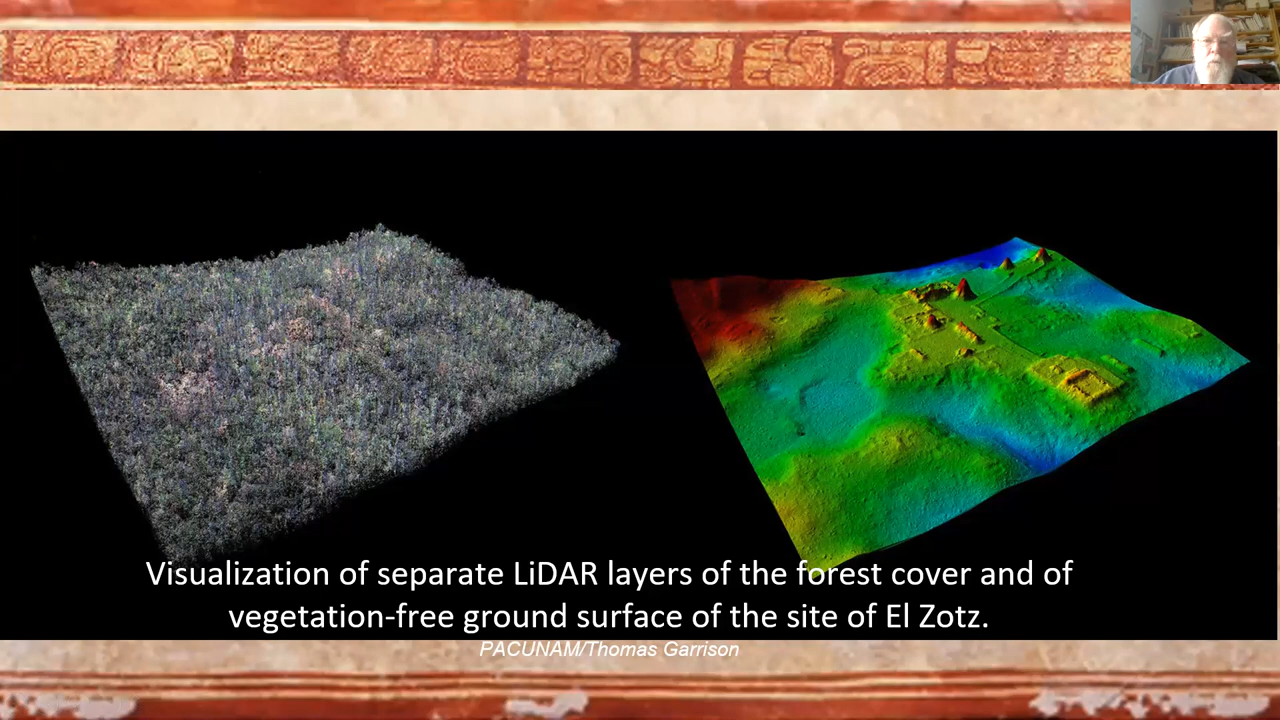 Visualization of separate LiDAR layers of the forest cover and of
vegetation-free ground surface of the site of El Zotz.
PACUNAM/Thomas Garrison